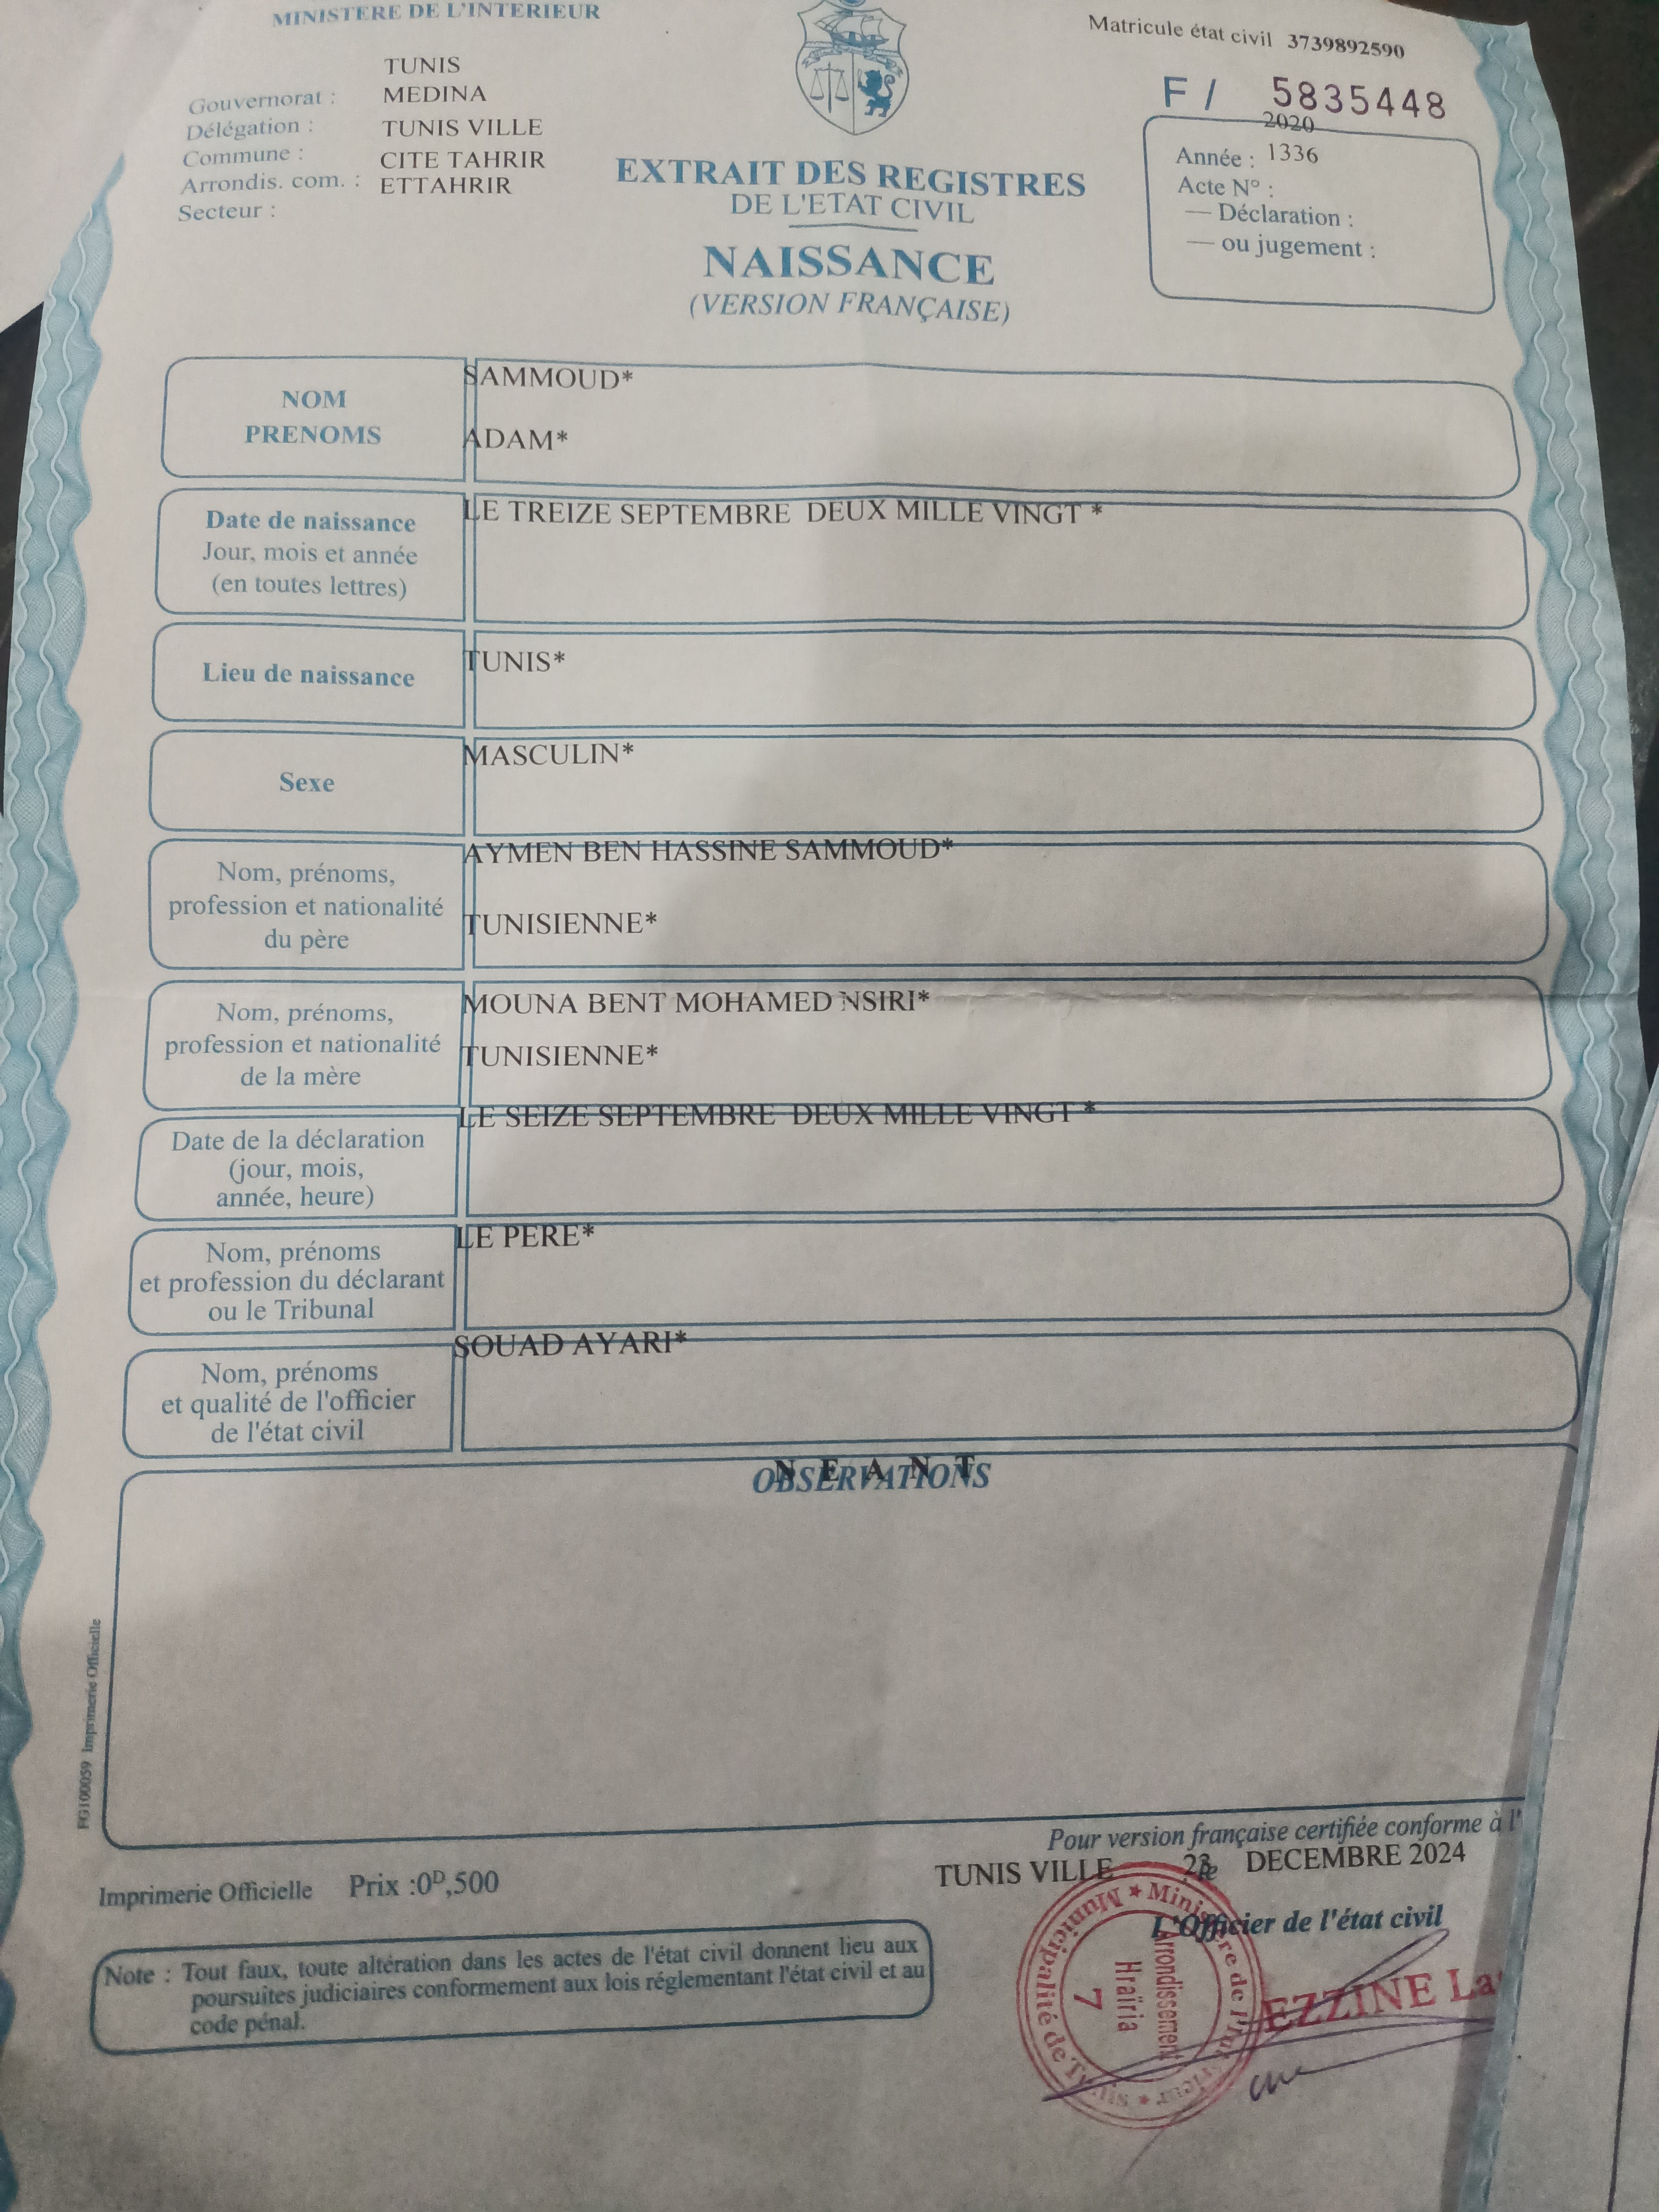 MINISTERE DE L'INTERIEUR
Matricule état civil 3739892590
F / 5835448
TUNIS
Gouvernorat : MEDINA
Délégation : TUNIS VILLE
Commune : CITE TAHRIR
Arrondis. com. : ETTAHRIR
Secteur :
2020
Année : 1336
Acte N° :
— Déclaration :
— ou jugement :
EXTRAIT DES REGISTRES
DE L'ETAT CIVIL
NAISSANCE
(VERSION FRANÇAISE)
NOM
PRENOMS
SAMMOUD*
ADAM*
Date de naissance
Jour, mois et année
(en toutes lettres)
LE TREIZE SEPTEMBRE DEUX MILLE VINGT *
Lieu de naissance
TUNIS*
Sexe
MASCULIN*
Nom, prénoms,
profession et nationalité
du père
AYMEN BEN HASSINE SAMMOUD*
TUNISIENNE*
Nom, prénoms,
profession et nationalité
de la mère
MOUNA BENT MOHAMED NSIRI*
TUNISIENNE*
Date de la déclaration
(jour, mois,
année, heure)
LE SEIZE SEPTEMBRE DEUX MILLE VINGT *
Nom, prénoms
et profession du déclarant
ou le Tribunal
LE PERE*
Nom, prénoms
et qualité de l'officier
de l'état civil
SOUAD AYARI*
OBSERVATIONS
N E A N T
FG100059 Imprimerie Officielle
Pour version française certifiée conforme à l'
TUNIS VILLE le 23 DECEMBRE 2024
L'Officier de l'état civil
Imprimerie Officielle Prix :0D,500
Note : Tout faux, toute altération dans les actes de l'état civil donnent lieu aux
poursuites judiciaires conformement aux lois réglementant l'état civil et au
code pénal.
Ministère de l'Intérieur
Municipalité de Tunis
Arrondissement
Hraïria
7
EZZINE La